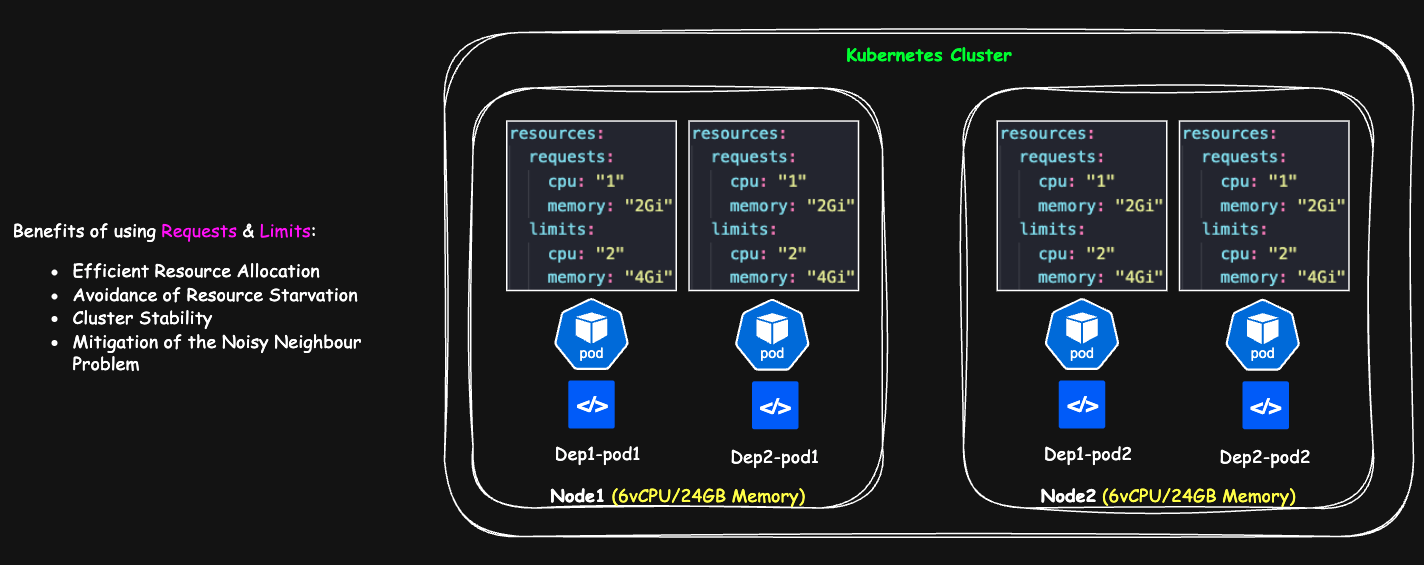 Kubernetes Cluster
Benefits of using Requests & Limits:
• Efficient Resource Allocation
• Avoidance of Resource Starvation
• Cluster Stability
• Mitigation of the Noisy Neighbour
Problem
resources:
requests:
cpu: "1"
memory: "2Gi"
limits:
cpu: "2"
memory: "4Gi"
pod
</>
Dep1-pod1
resources:
requests:
cpu: "1"
memory: "2Gi"
limits:
cpu: "2"
memory: "4Gi"
pod
</>
Dep2-pod1
Node1 (6vCPU/24GB Memory)
resources:
requests:
cpu: "1"
memory: "2Gi"
limits:
cpu: "2"
memory: "4Gi"
pod
</>
Dep1-pod2
resources:
requests:
cpu: "1"
memory: "2Gi"
limits:
cpu: "2"
memory: "4Gi"
pod
</>
Dep2-pod2
Node2 (6vCPU/24GB Memory)